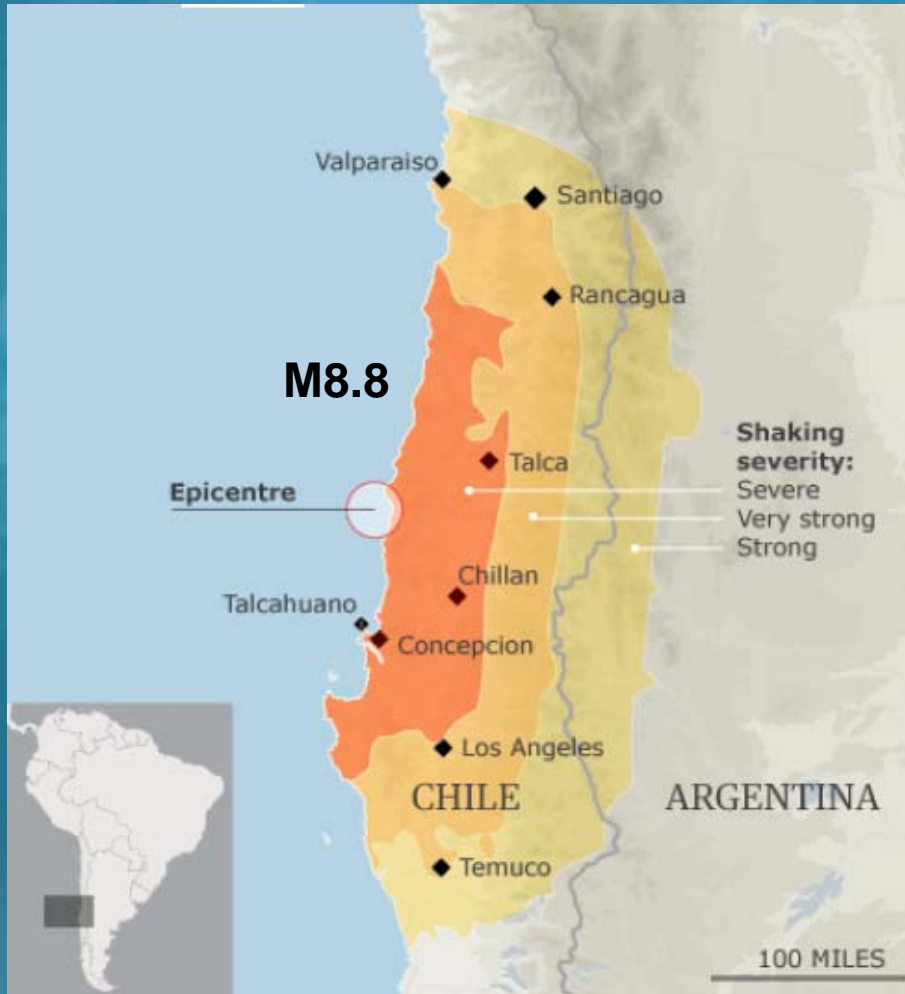 Valparaiso
Santiago
Rancagua
M8.8
Shaking
severity:
Severe
Very strong
Strong
Talca
Epicentre
Chillan
Talcahuano
Concepcion
Los Angeles
CHILE
ARGENTINA
Temuco
100 MILES